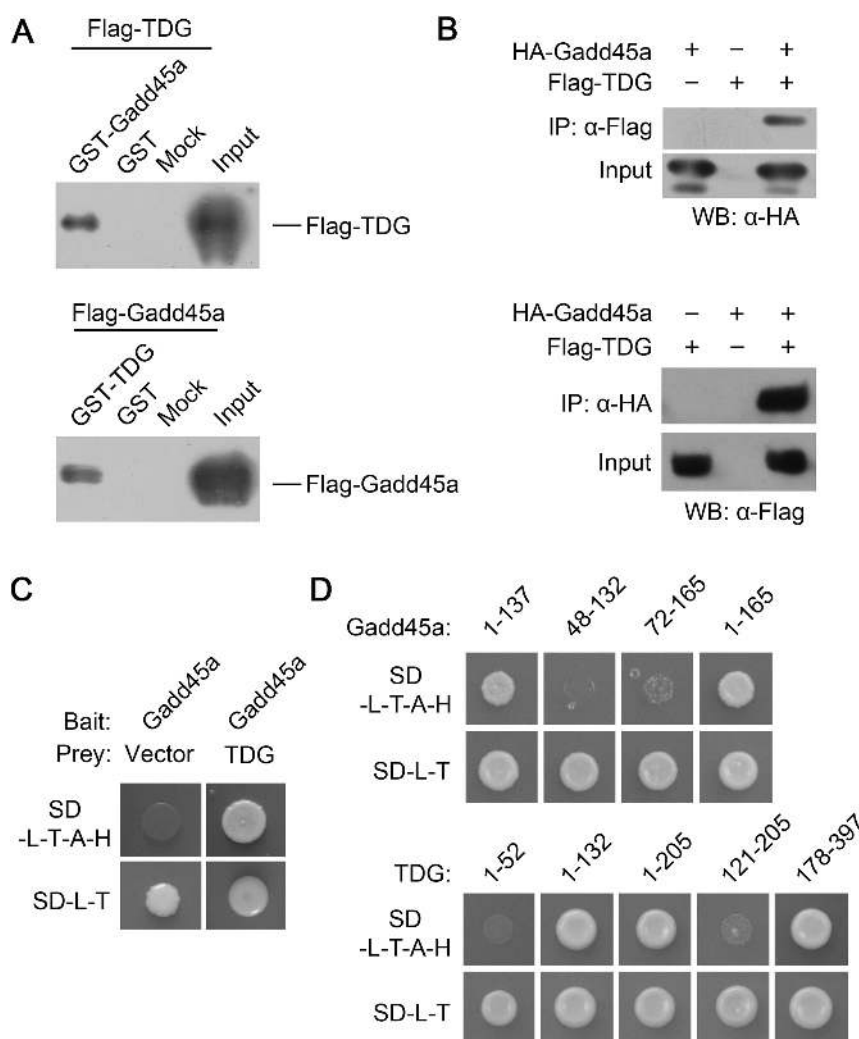 A
Flag-TDG
GST-Gadd45a
GST
Mock
Input
Flag-TDG
Flag-Gadd45a
GST-TDG
GST
Mock
Input
Flag-Gadd45a
B
HA-Gadd45a + – +
Flag-TDG – + +
IP: α-Flag
Input
WB: α-HA
HA-Gadd45a – + +
Flag-TDG + – +
IP: α-HA
Input
WB: α-Flag
C
Bait: Gadd45a Gadd45a
Prey: Vector TDG
SD
-L-T-A-H
SD-L-T
D
Gadd45a: 1-137 48-132 72-165 1-165
SD
-L-T-A-H
SD-L-T
TDG: 1-52 1-132 1-205 121-205 178-397
SD
-L-T-A-H
SD-L-T